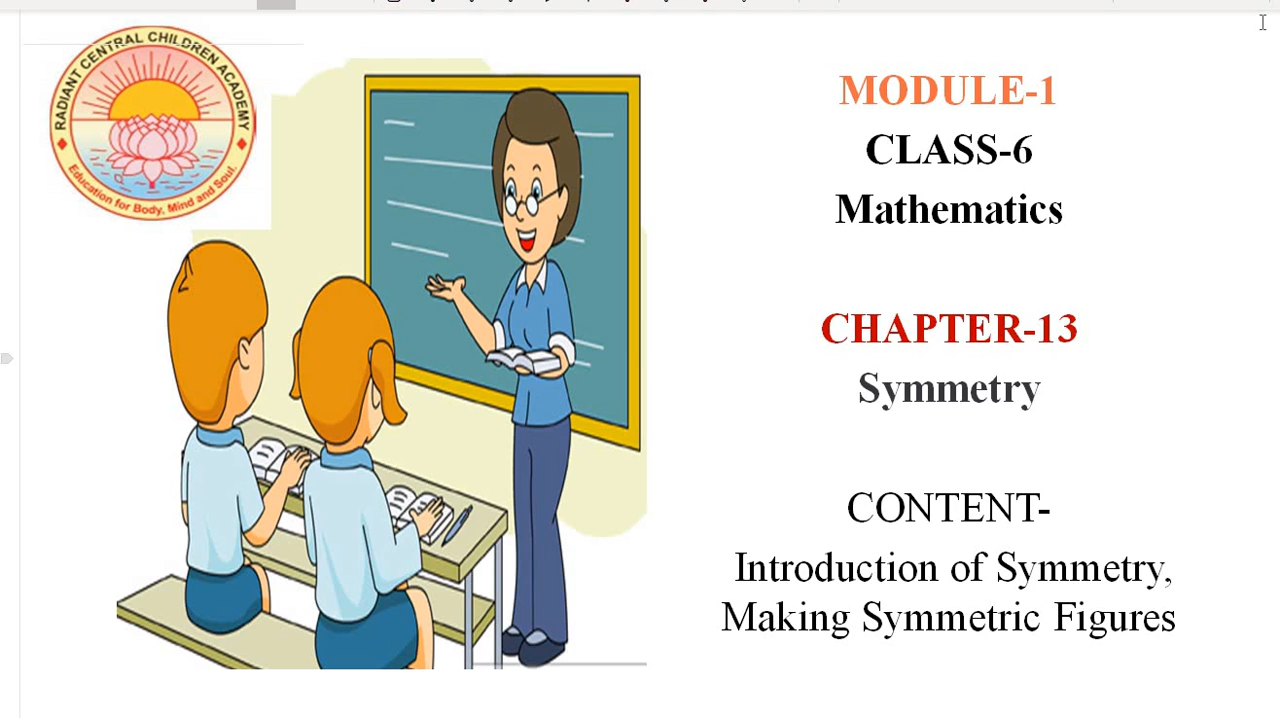 RADIANT CENTRAL CHILDREN ACADEMY
Education for Body, Mind and Soul.
MODULE-1
CLASS-6
Mathematics
CHAPTER-13
Symmetry
CONTENT-
Introduction of Symmetry,
Making Symmetric Figures